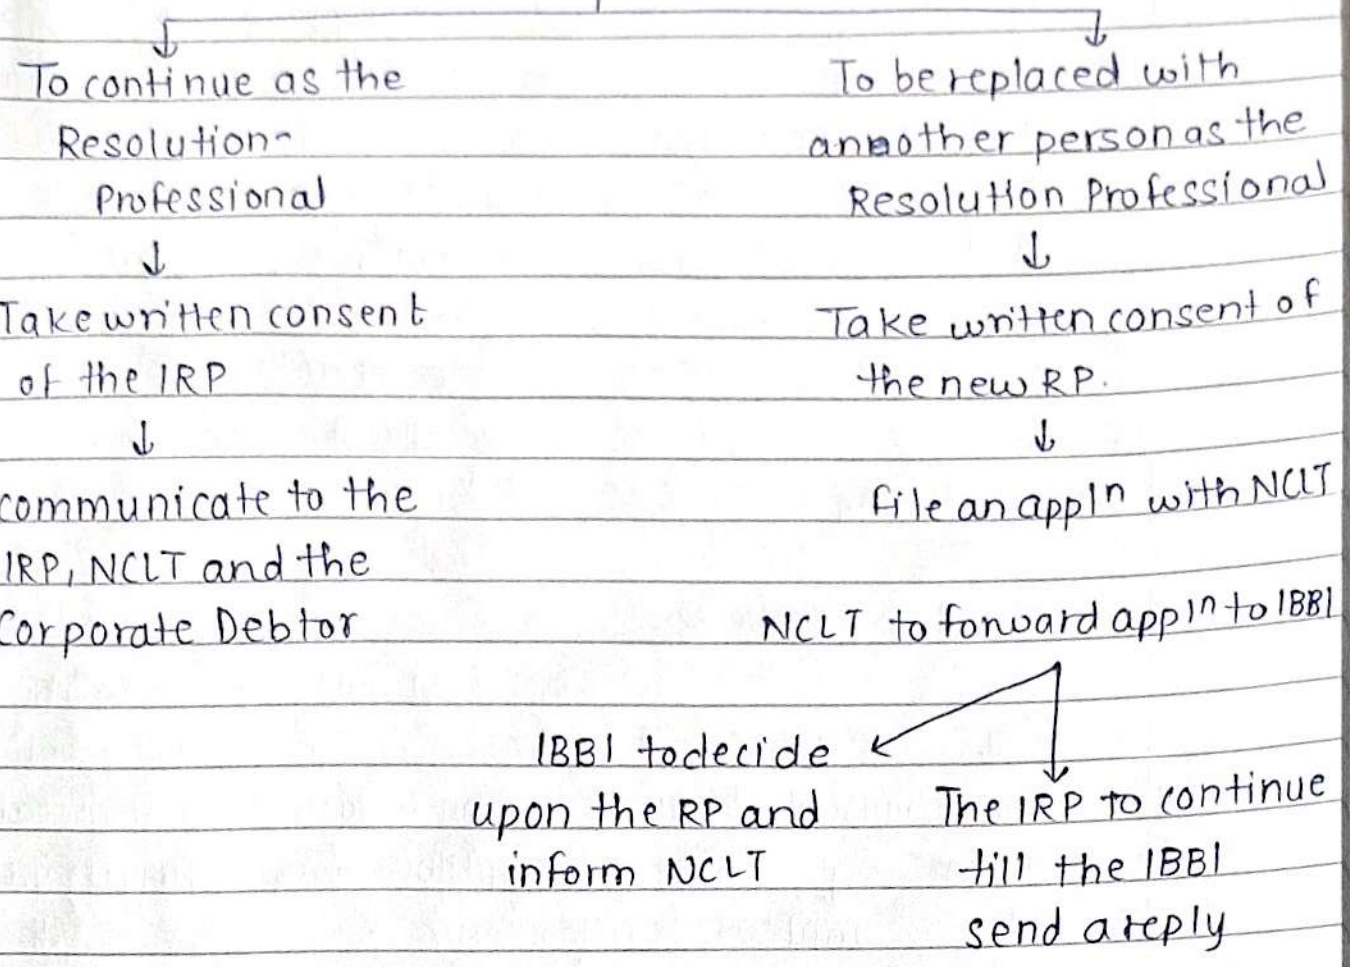 To continue as the
Resolution-
Professional
Take written consent
of the IRP
communicate to the
IRP, NCLT and the
Corporate Debtor
To be replaced with
another person as the
Resolution Professional
Take written consent of
the new RP.
file an appln with NCLT
NCLT to forward appln to IBBI
IBBI to decide
upon the RP and
inform NCLT
The IRP to continue
till the IBBI
send a reply